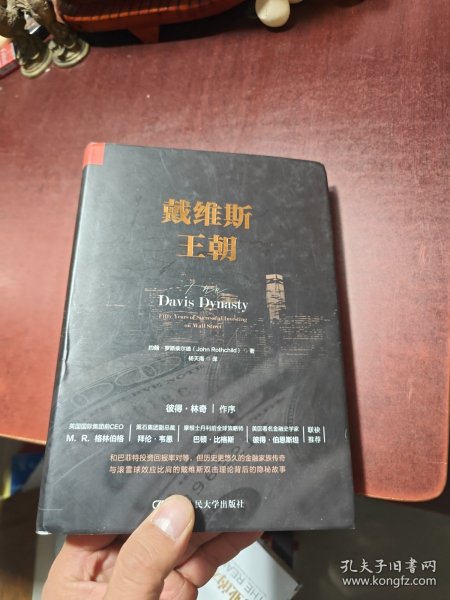 戴维斯
王朝
Davis Dynasty
Fifty Years of Successful Investing
on Wall Street
约翰·罗斯柴尔德（John Rothchild） 著
杨天南 译
彼得·林奇 作序
英国国际集团前CEO
M. R. 格林伯格
黑石集团副总裁
拜伦·韦恩
摩根士丹利前全球策略师
巴顿·比格斯
美国著名金融史学家
彼得·伯恩斯坦
联袂
推荐
和巴菲特投资回报率对等，但历史更悠久的金融家族传奇
与滚雪球效应比肩的戴维斯双击理论背后的隐秘故事
民大学出版社
THE REA
孔夫子旧书网
www.kongfz.com